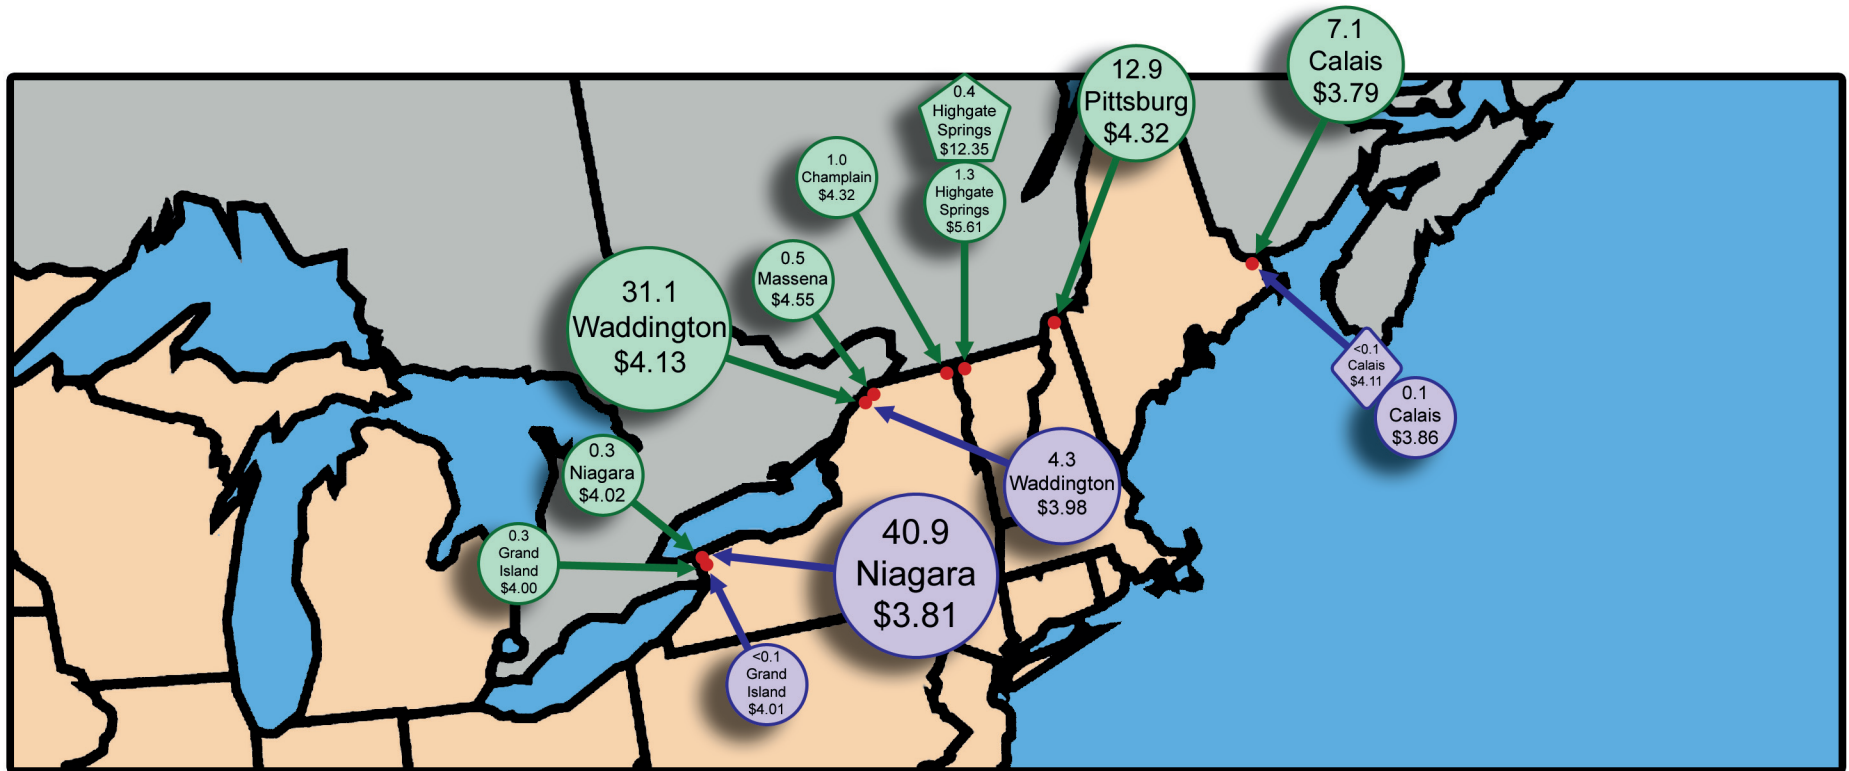 7.1
Calais
$3.79
12.9
Pittsburg
$4.32
0.4
Highgate
Springs
$12.35
1.0
Champlain
$4.32
1.3
Highgate
Springs
$5.61
0.5
Massena
$4.55
31.1
Waddington
$4.13
<0.1
Calais
$4.11
0.1
Calais
$3.86
0.3
Niagara
$4.02
4.3
Waddington
$3.98
40.9
Niagara
$3.81
0.3
Grand
Island
$4.00
<0.1
Grand
Island
$4.01